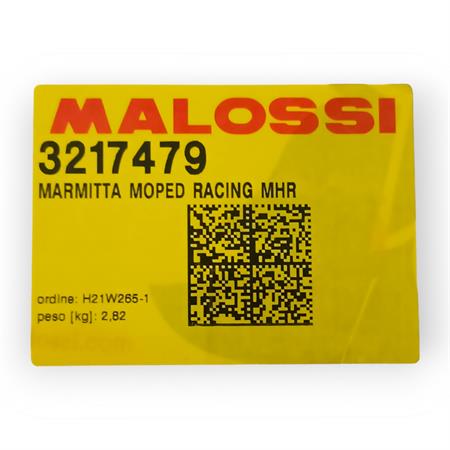 MALOSSI
3217479
MARMITTA MOPED RACING MHR
ordine: H21W265-1
peso [kg]: 2,82